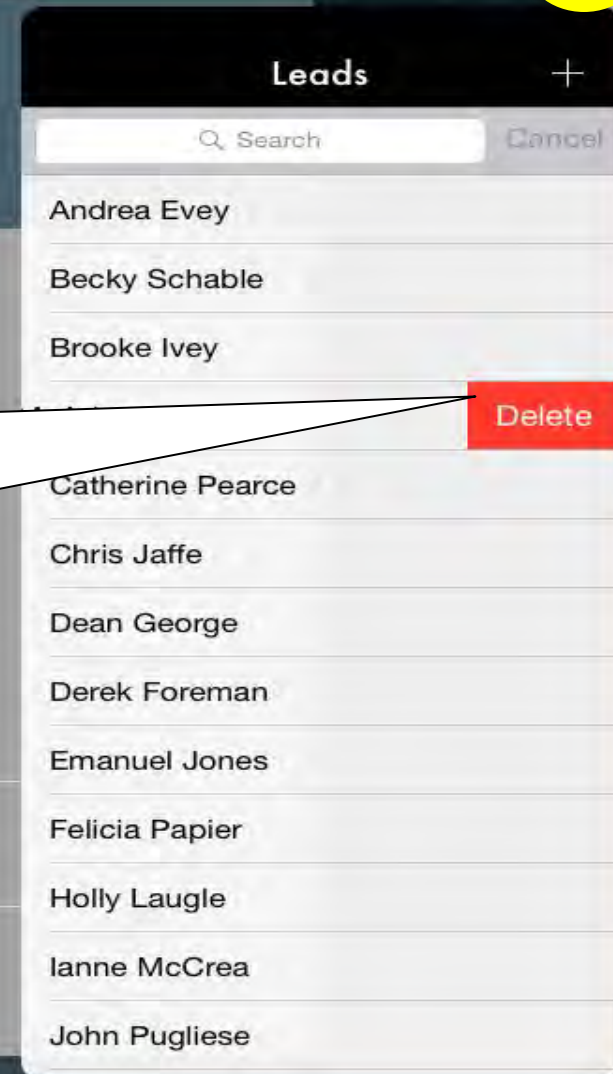 Leads +
Search Cancel
Andrea Evey
Becky Schable
Brooke Ivey
Delete
Catherine Pearce
Chris Jaffe
Dean George
Derek Foreman
Emanuel Jones
Felicia Papier
Holly Laugle
Ianne McCrea
John Pugliese